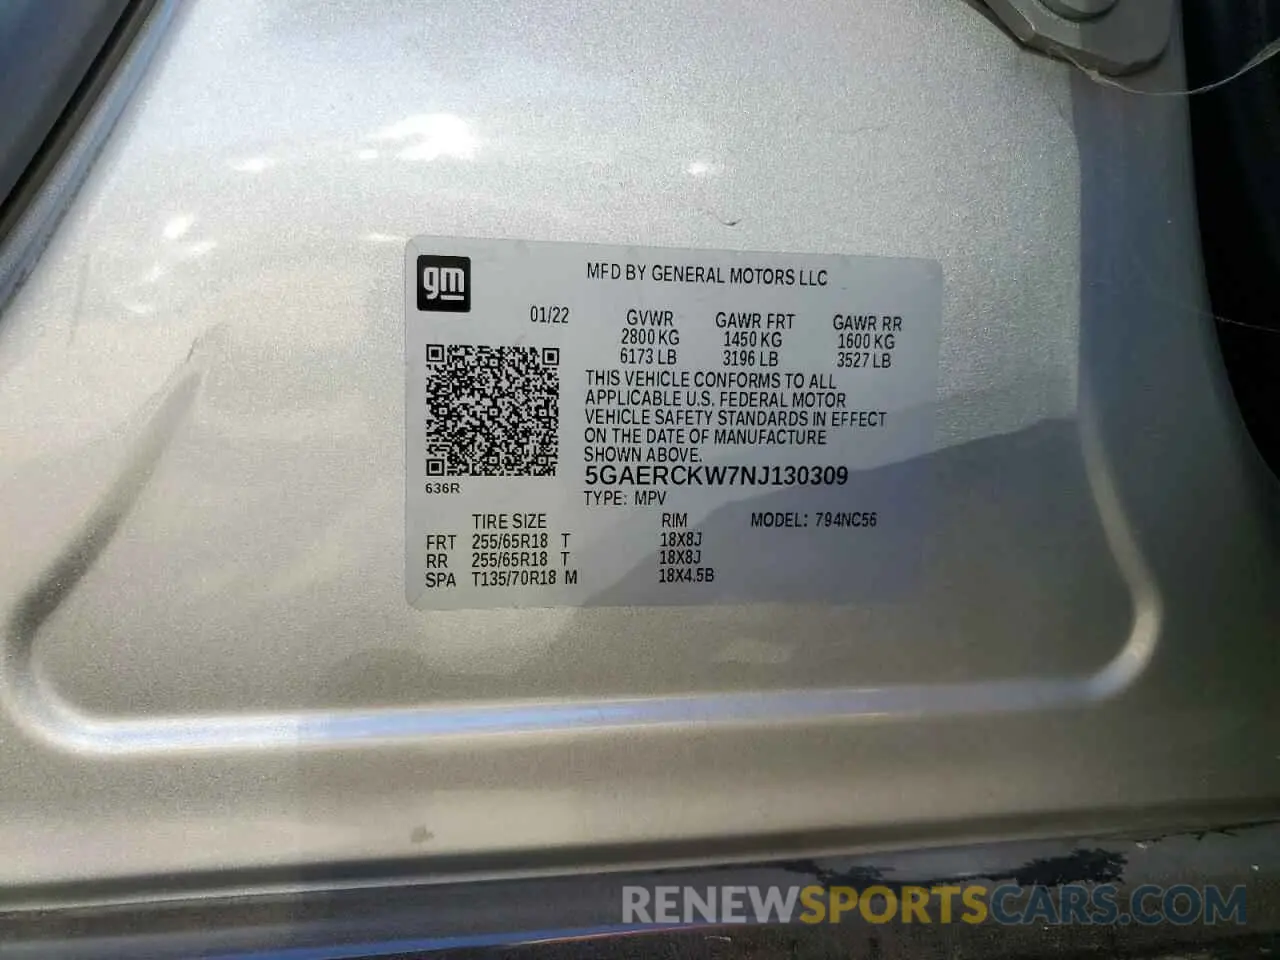 gm
MFD BY GENERAL MOTORS LLC
01/22 GVWR GAWR FRT GAWR RR
2800 KG 1450 KG 1600 KG
6173 LB 3196 LB 3527 LB
THIS VEHICLE CONFORMS TO ALL
APPLICABLE U.S. FEDERAL MOTOR
VEHICLE SAFETY STANDARDS IN EFFECT
ON THE DATE OF MANUFACTURE
SHOWN ABOVE.
5GAERCKW7NJ130309
636R
TYPE: MPV
TIRE SIZE RIM MODEL: 794NC56
FRT 255/65R18 T 18X8J
RR 255/65R18 T 18X8J
SPA T135/70R18 M 18X4.5B
RENEWSPORTSCARS.COM